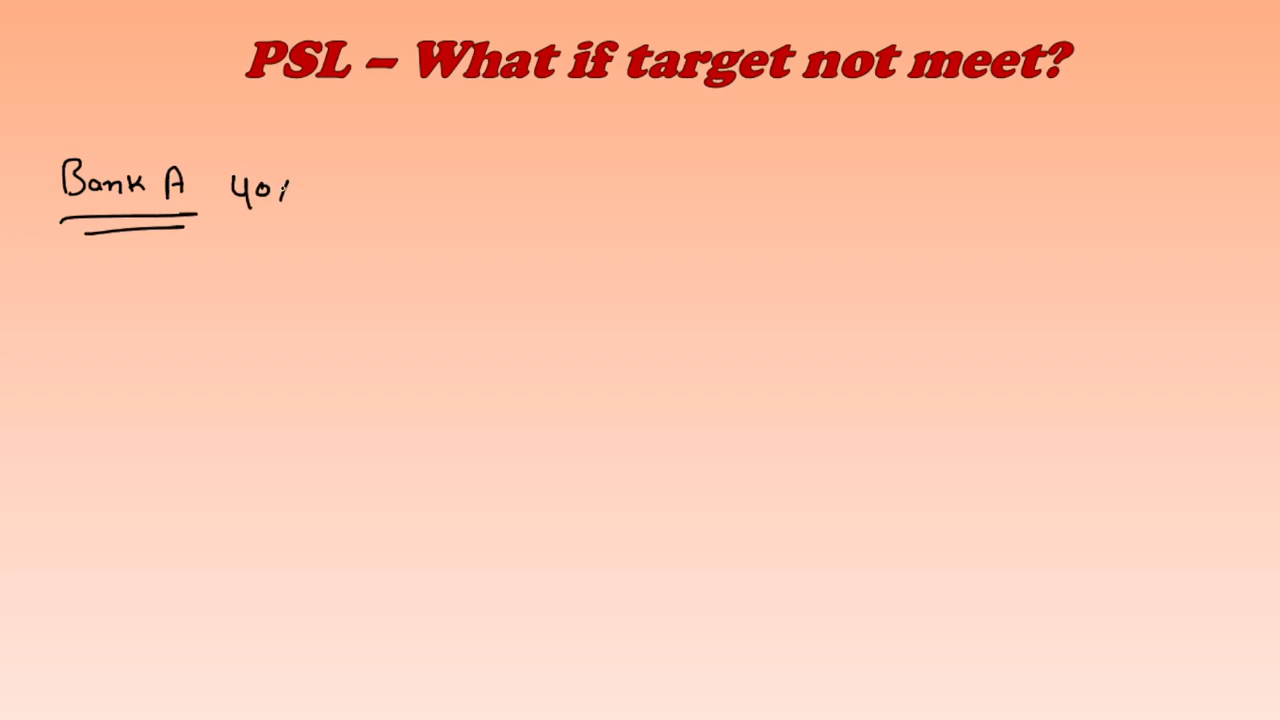 PSL – What if target not meet?
Bank A 40%